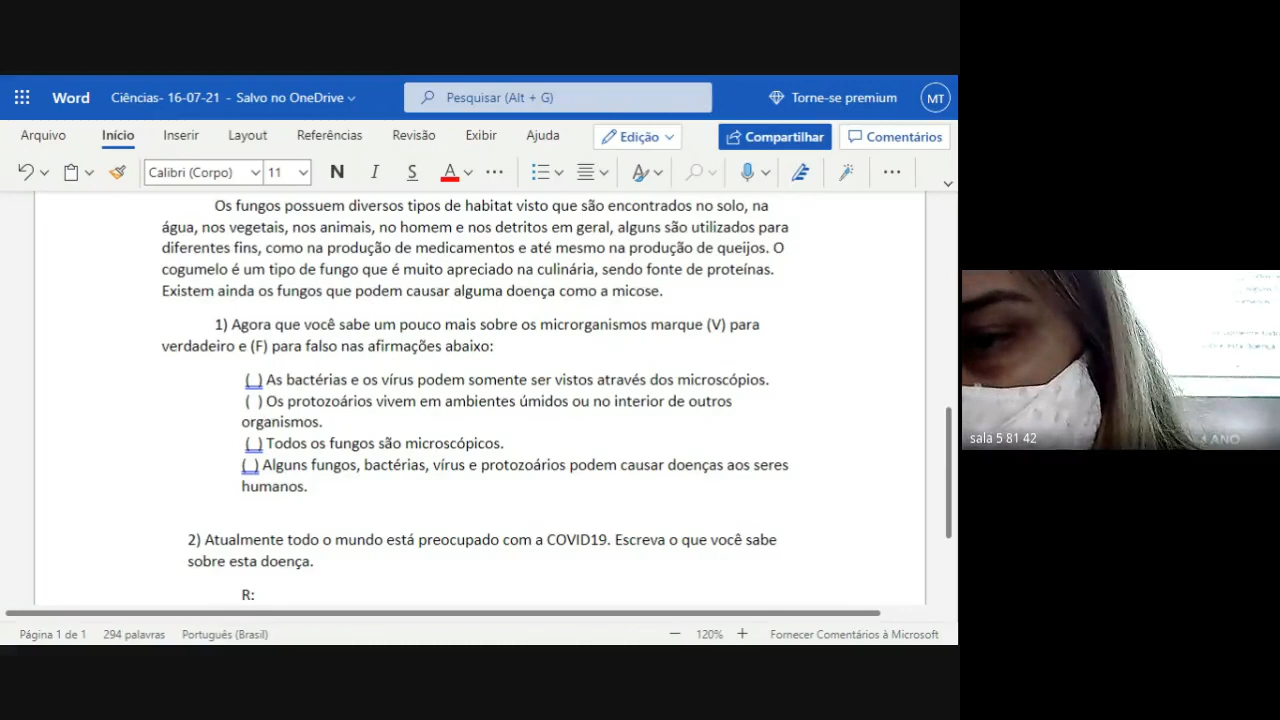 Word
Ciências- 16-07-21 - Salvo no OneDrive
Pesquisar (Alt + G)
Torne-se premium
MT
Arquivo
Início
Inserir
Layout
Referências
Revisão
Exibir
Ajuda
Edição
Compartilhar
Comentários
Calibri (Corpo)
11
N
I
S
A
Os fungos possuem diversos tipos de habitat visto que são encontrados no solo, na
água, nos vegetais, nos animais, no homem e nos detritos em geral, alguns são utilizados para
diferentes fins, como na produção de medicamentos e até mesmo na produção de queijos. O
cogumelo é um tipo de fungo que é muito apreciado na culinária, sendo fonte de proteínas.
Existem ainda os fungos que podem causar alguma doença como a micose.
1) Agora que você sabe um pouco mais sobre os microrganismos marque (V) para
verdadeiro e (F) para falso nas afirmações abaixo:
( ) As bactérias e os vírus podem somente ser vistos através dos microscópios.
( ) Os protozoários vivem em ambientes úmidos ou no interior de outros
organismos.
( ) Todos os fungos são microscópicos.
( ) Alguns fungos, bactérias, vírus e protozoários podem causar doenças aos seres
humanos.
2) Atualmente todo o mundo está preocupado com a COVID19. Escreva o que você sabe
sobre esta doença.
R:
Página 1 de 1
294 palavras
Português (Brasil)
120%
Fornecer Comentários à Microsoft
sala 5 81 42
ANO